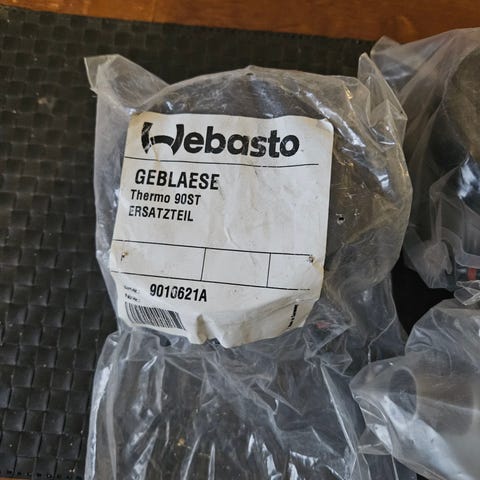 Webasto
GEBLAESE
Thermo 90ST
ERSATZTEIL
9010621A